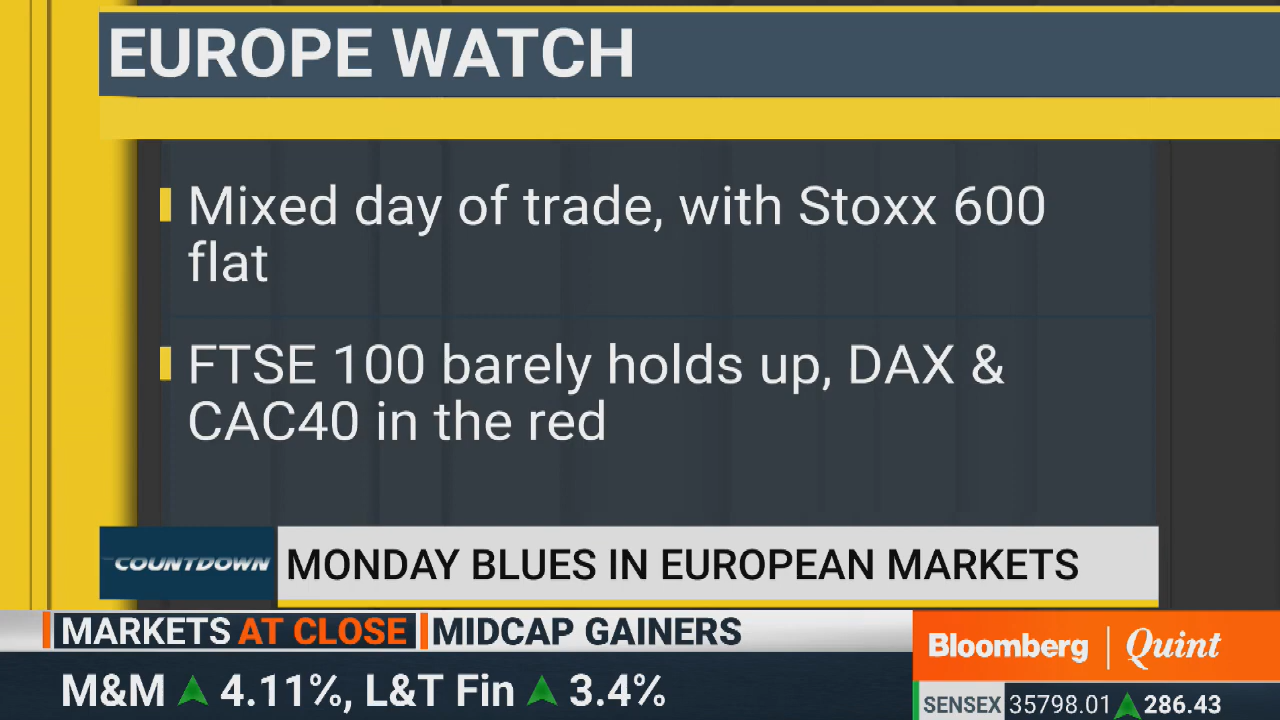 EUROPE WATCH
Mixed day of trade, with Stoxx 600
flat
FTSE 100 barely holds up, DAX &
CAC40 in the red
COUNTDOWN
MONDAY BLUES IN EUROPEAN MARKETS
MARKETS AT CLOSE MIDCAP GAINERS
M&M ▲ 4.11%, L&T Fin ▲ 3.4%
Bloomberg | Quint
SENSEX 35798.01 ▲ 286.43